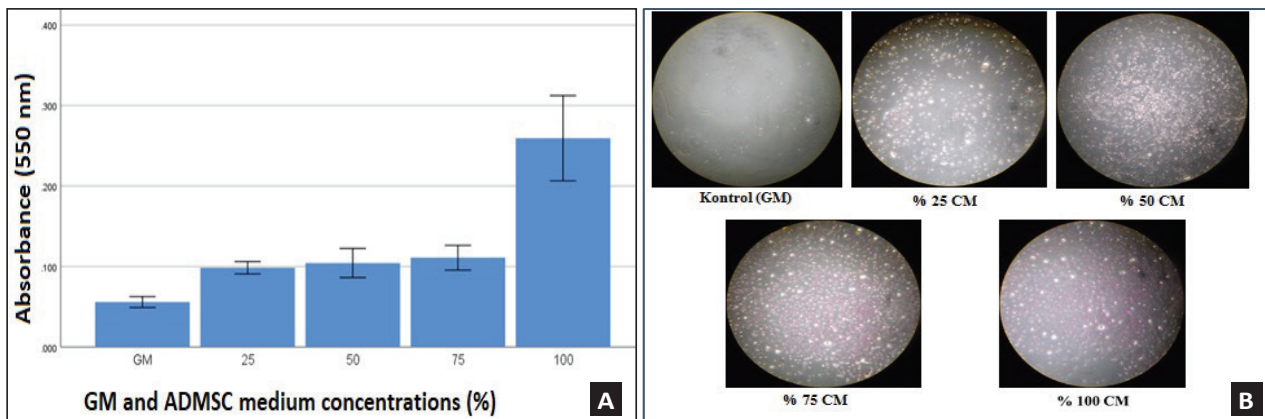 .400
.300
.200
.100
.000
Absorbance (550 nm)
GM 25 50 75 100
GM and ADMSC medium concentrations (%)
A
Kontrol (GM) % 25 CM % 50 CM
% 75 CM % 100 CM
B